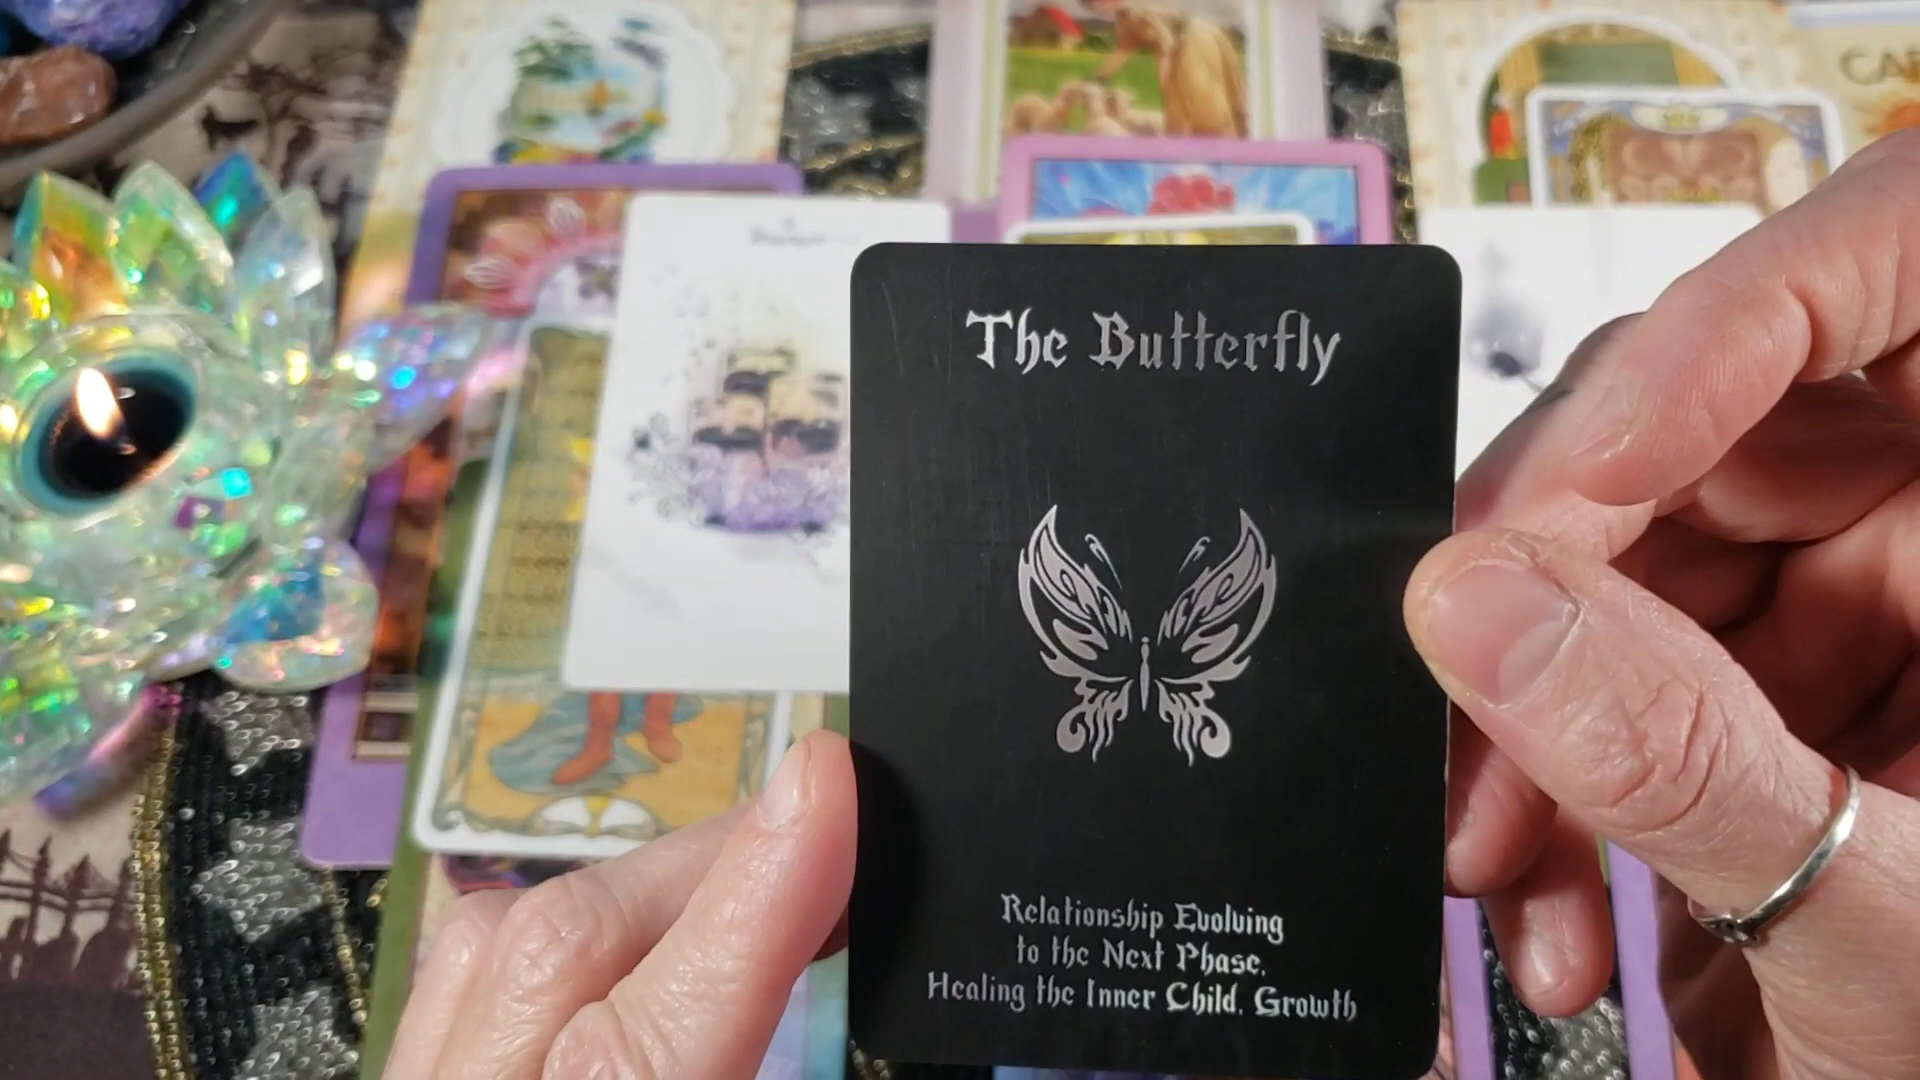 The Butterfly
Relationship Evolving
to the Next Phase.
Healing the Inner Child. Growth